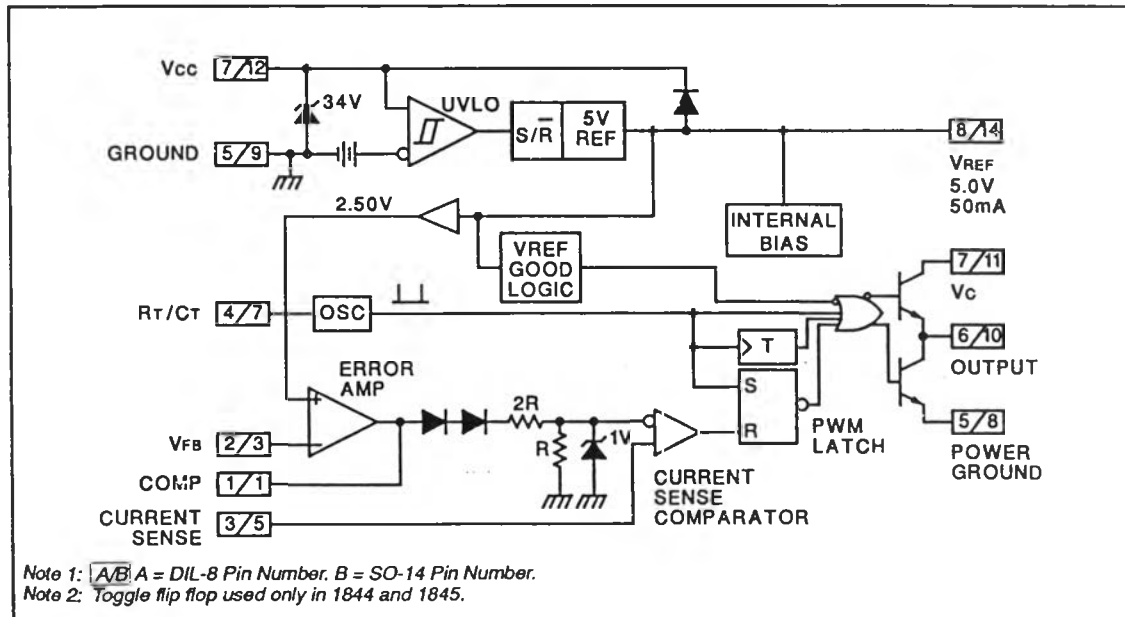 Vcc 7/12
34V
UVLO
S/R
5V
REF
8/14
GROUND 5/9
VREF
5.0V
50mA
2.50V
INTERNAL
BIAS
VREF
GOOD
LOGIC
7/11
Vc
RT/CT 4/7
OSC
T
6/10
OUTPUT
ERROR
AMP
S
2R
R
1V
R
PWM
LATCH
5/8
POWER
GROUND
VFB 2/3
COMP 1/1
CURRENT
SENSE
COMPARATOR
CURRENT
SENSE 3/5
Note 1: A/B A = DIL-8 Pin Number. B = SO-14 Pin Number.
Note 2: Toggle flip flop used only in 1844 and 1845.